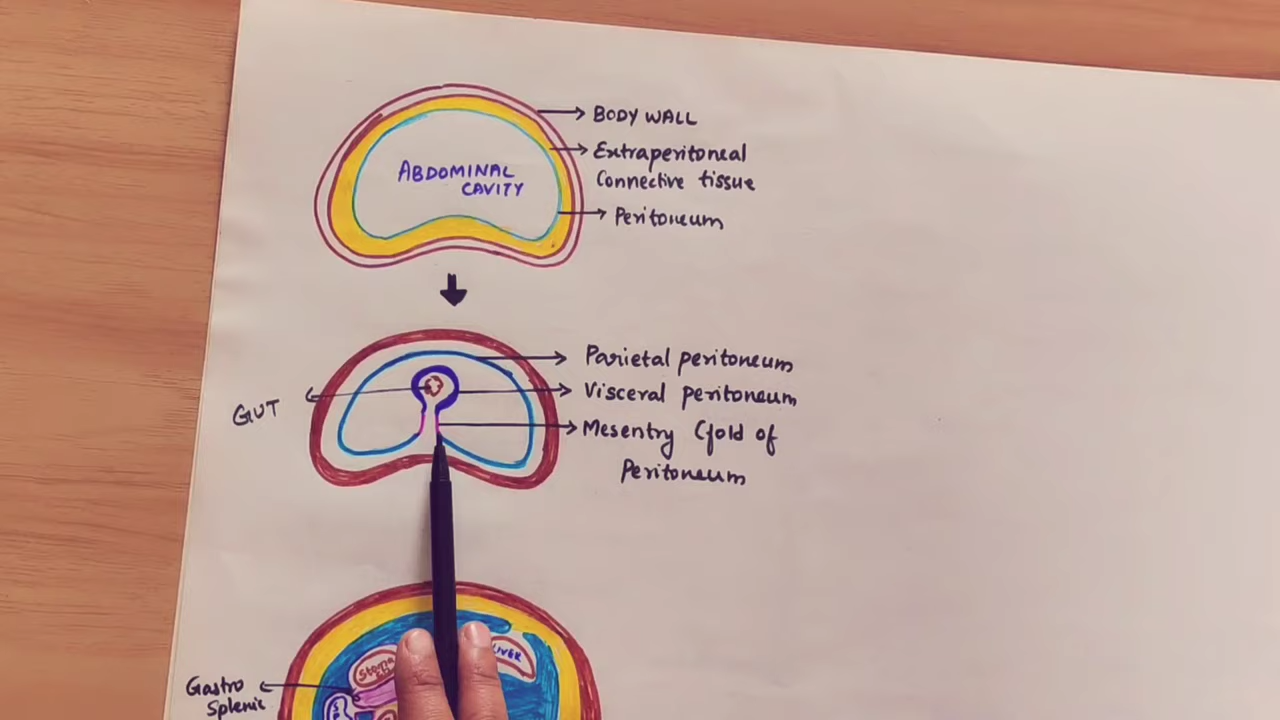 BODY WALL
ABDOMINAL
CAVITY
Extraperitoneal
Connective tissue
Peritoneum
Parietal peritoneum
Visceral peritoneum
GUT
Mesentry (fold of
Peritoneum
LIVER
Gastro
Splenic